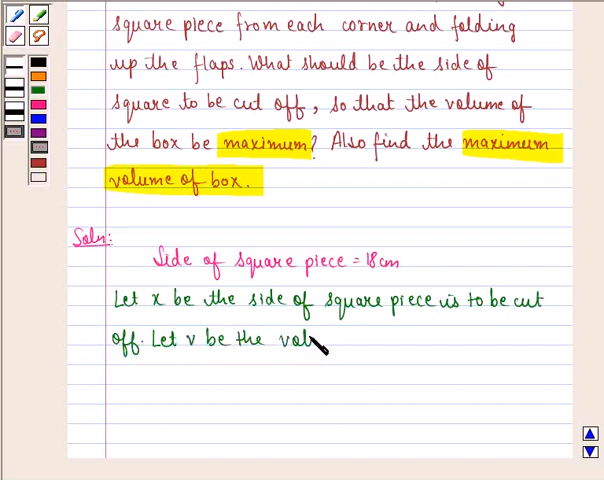 square piece from each corner and folding
up the flaps. What should be the side of
square to be cut off, so that the volume of
the box be maximum? Also find the maximum
volume of box.
Soln:
Side of square piece = 18cm
Let x be the side of square piece is to be cut
off. Let v be the vol